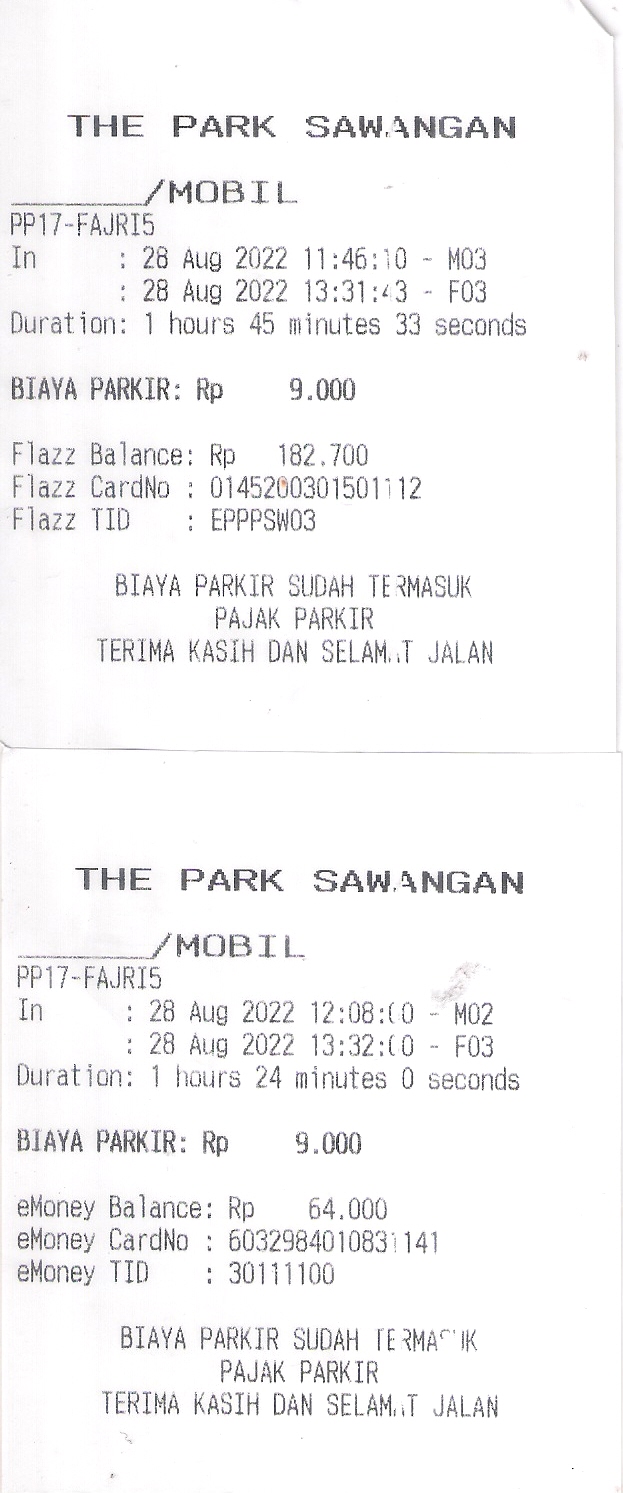 THE PARK SAWANGAN
______/MOBIL
PP17-FAJRI5
In : 28 Aug 2022 11:46:10 - M03
: 28 Aug 2022 13:31:43 - F03
Duration: 1 hours 45 minutes 33 seconds
BIAYA PARKIR: Rp 9.000
Flazz Balance: Rp 182.700
Flazz CardNo : 0145200301501112
Flazz TID : EPPPSW03
BIAYA PARKIR SUDAH TERMASUK
PAJAK PARKIR
TERIMA KASIH DAN SELAMAT JALAN
THE PARK SAWANGAN
______/MOBIL
PP17-FAJRI5
In : 28 Aug 2022 12:08:00 - M02
: 28 Aug 2022 13:32:00 - F03
Duration: 1 hours 24 minutes 0 seconds
BIAYA PARKIR: Rp 9.000
eMoney Balance: Rp 64.000
eMoney CardNo : 6032984010831141
eMoney TID : 30111100
BIAYA PARKIR SUDAH TERMASUK
PAJAK PARKIR
TERIMA KASIH DAN SELAMAT JALAN